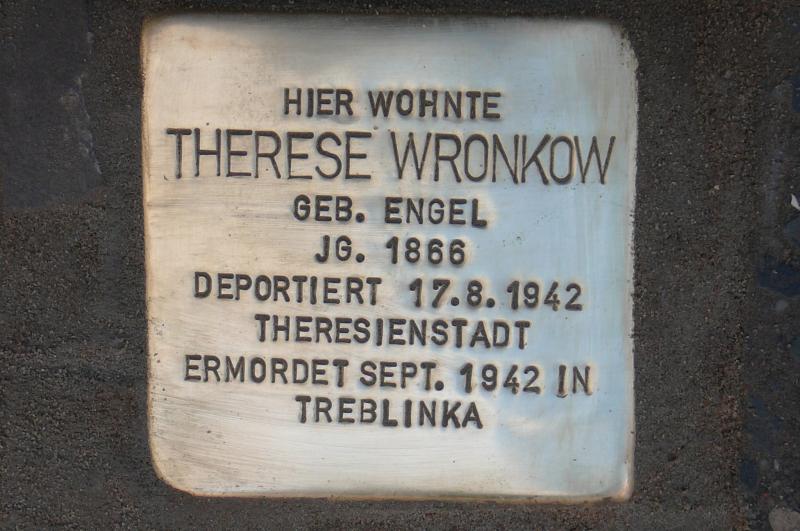 HIER WOHNTE
THERESE WRONKOW
GEB. ENGEL
JG. 1866
DEPORTIERT 17.8.1942
THERESIENSTADT
ERMORDET SEPT. 1942 IN
TREBLINKA